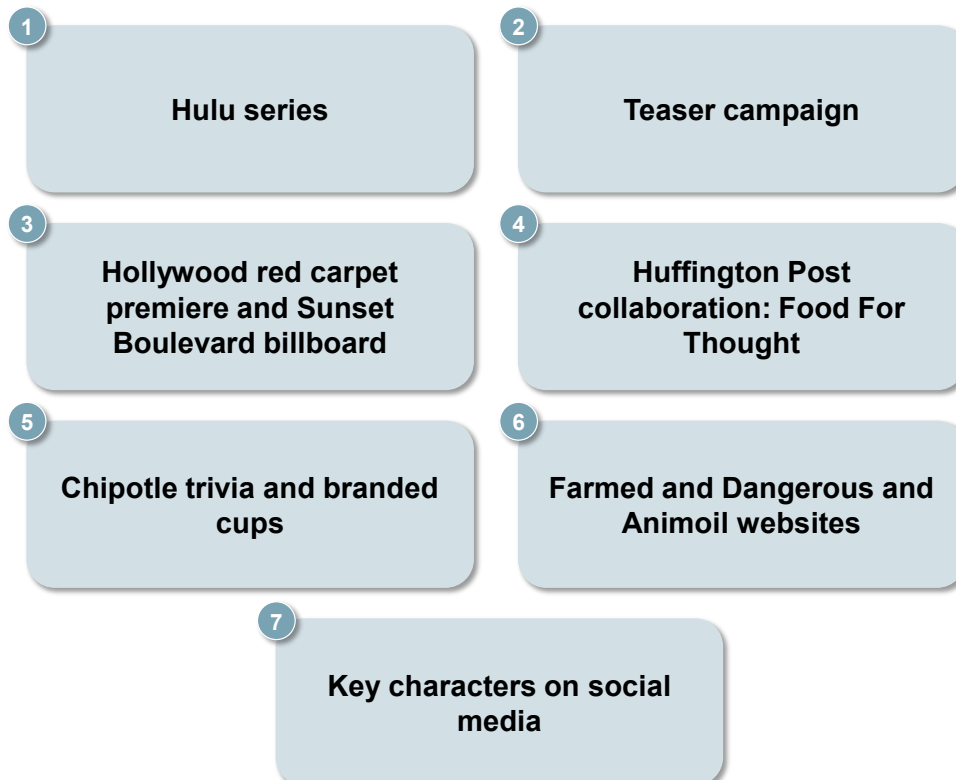 1
Hulu series
2
Teaser campaign
3
Hollywood red carpet
premiere and Sunset
Boulevard billboard
4
Huffington Post
collaboration: Food For
Thought
5
Chipotle trivia and branded
cups
6
Farmed and Dangerous and
Animoil websites
7
Key characters on social
media